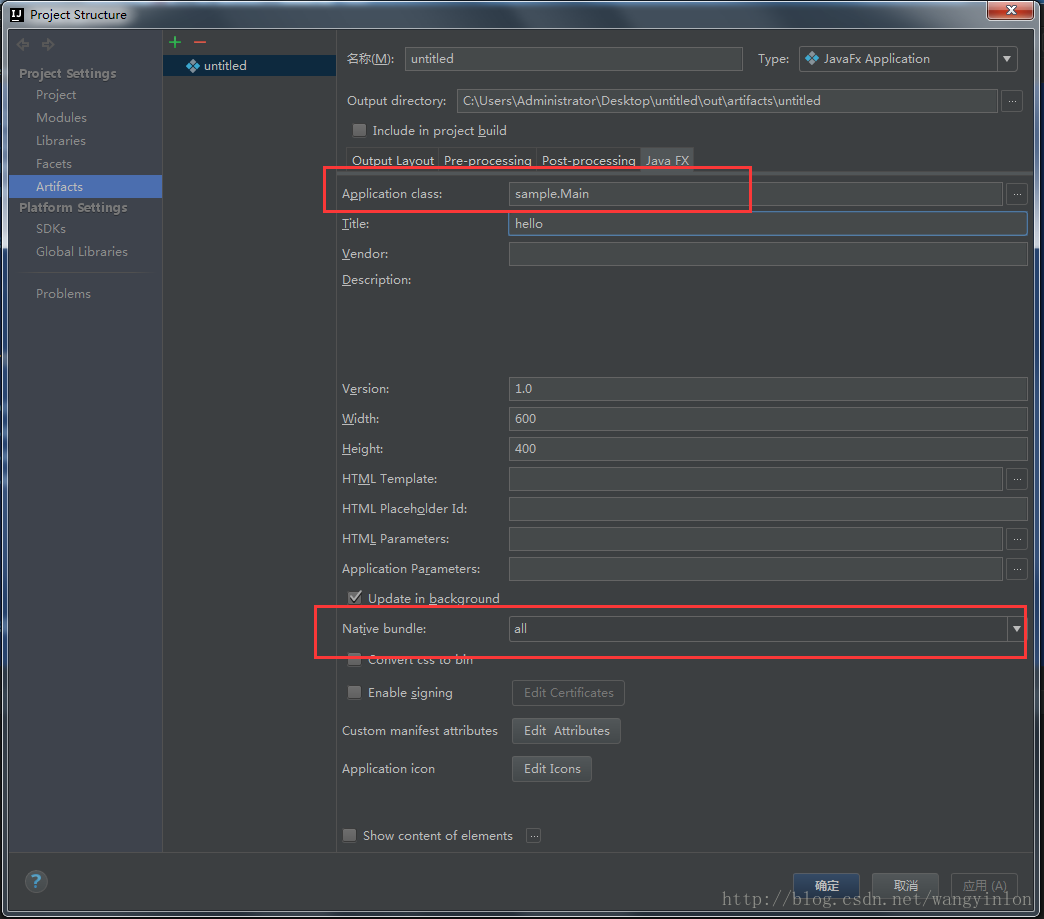 Project Structure
Project Settings
Project
Modules
Libraries
Facets
Artifacts
Platform Settings
SDKs
Global Libraries
Problems
untitled
名称(M): untitled Type: JavaFx Application
Output directory: C:\Users\Administrator\Desktop\untitled\out\artifacts\untitled ...
Include in project build
Output Layout Pre-processing Post-processing Java FX
Application class: sample.Main ...
Title: hello
Vendor:
Description:
Version: 1.0
Width: 600
Height: 400
HTML Template: ...
HTML Placeholder Id:
HTML Parameters: ...
Application Parameters: ...
Update in background
Native bundle: all
Convert css to bin
Enable signing Edit Certificates
Custom manifest attributes Edit Attributes
Application icon Edit Icons
Show content of elements ...
? 确定 取消 应用 (A)
http://blog.csdn.net/wangyinlon